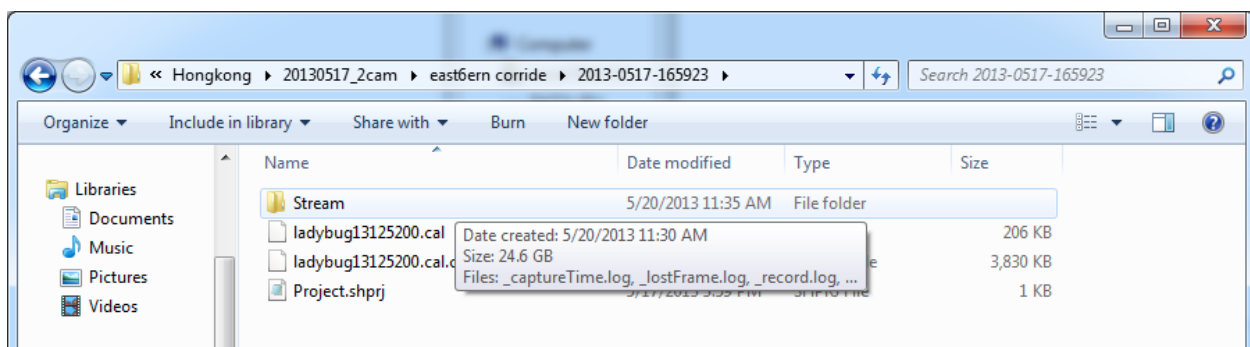 Computer
« Hongkong ▸ 20130517_2cam ▸ east6ern corride ▸ 2013-0517-165923 ▸ Search 2013-0517-165923
Organize Include in library Share with Burn New folder
Name Date modified Type Size
Libraries
Documents
Music
Pictures
Videos
Stream 5/20/2013 11:35 AM File folder
ladybug13125200.cal 206 KB
ladybug13125200.cal.c 3,830 KB
Project.shprj 1 KB
Date created: 5/20/2013 11:30 AM
Size: 24.6 GB
Files: _captureTime.log, _lostFrame.log, _record.log, ...